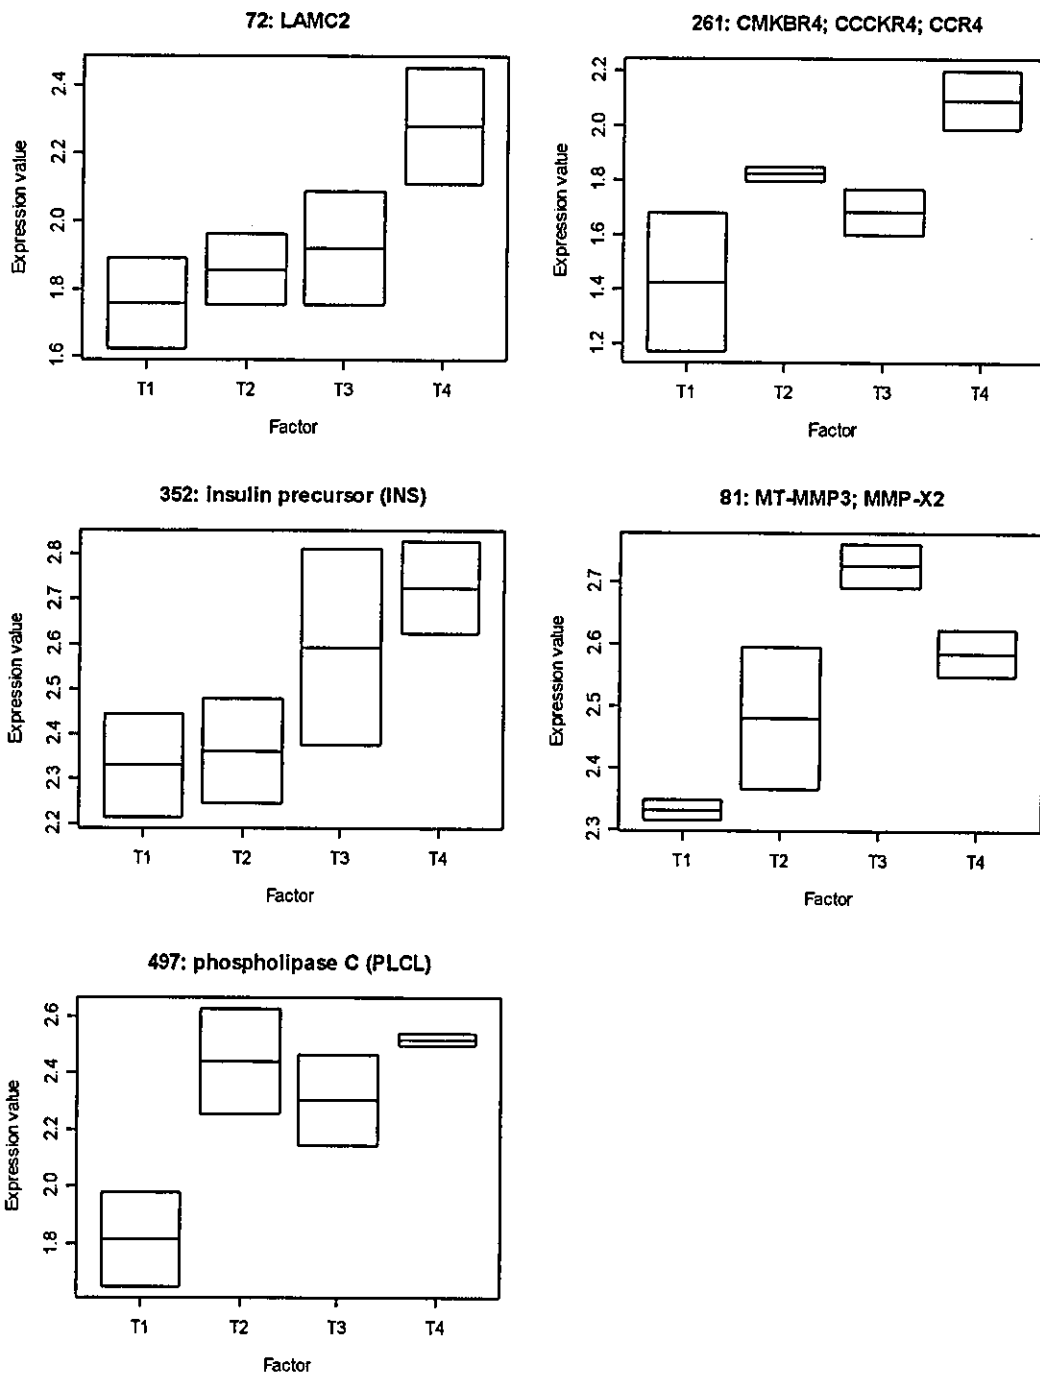 72: LAMC2
Expression value
2.4
2.2
2.0
1.8
1.6
T1 T2 T3 T4
Factor
261: CMKBR4; CCCKR4; CCR4
Expression value
2.2
2.0
1.8
1.6
1.4
1.2
T1 T2 T3 T4
Factor
352: insulin precursor (INS)
Expression value
2.8
2.7
2.6
2.5
2.4
2.3
2.2
T1 T2 T3 T4
Factor
81: MT-MMP3; MMP-X2
Expression value
2.7
2.6
2.5
2.4
2.3
T1 T2 T3 T4
Factor
497: phospholipase C (PLCL)
Expression value
2.6
2.4
2.2
2.0
1.8
T1 T2 T3 T4
Factor